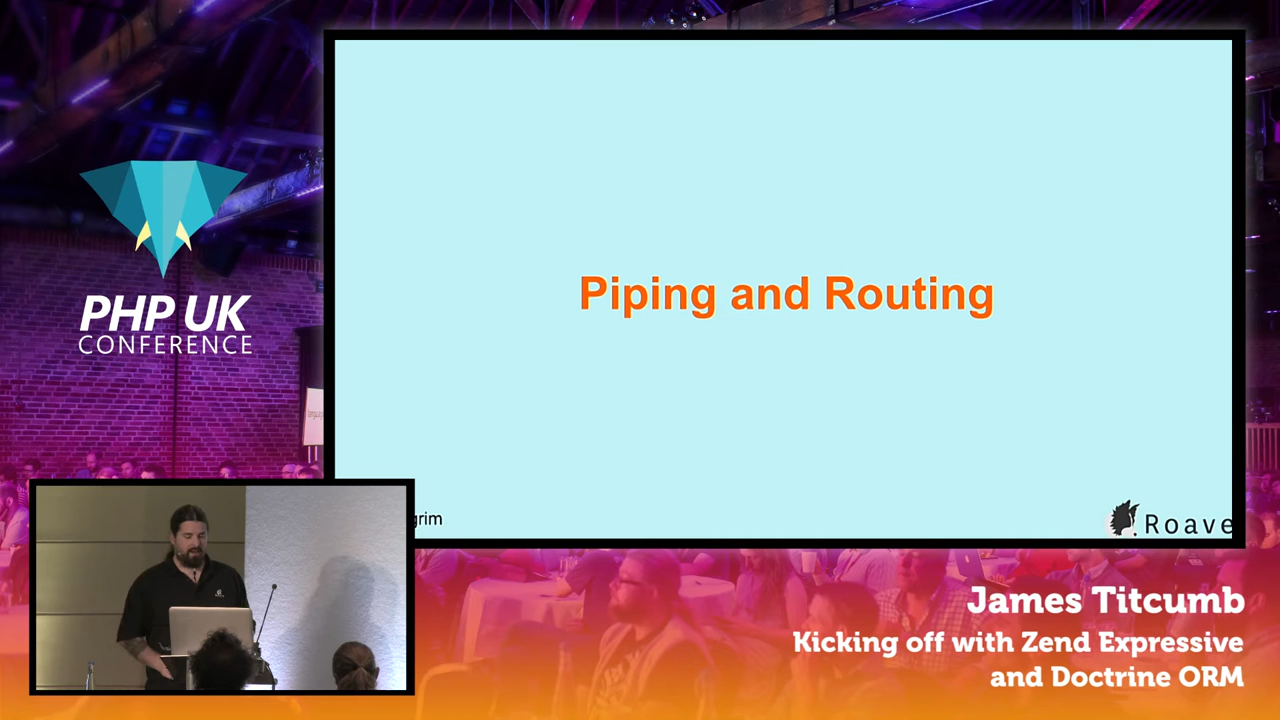 PHP UK
CONFERENCE
Piping and Routing
grim
Roave
James Titcumb
Kicking off with Zend Expressive
and Doctrine ORM